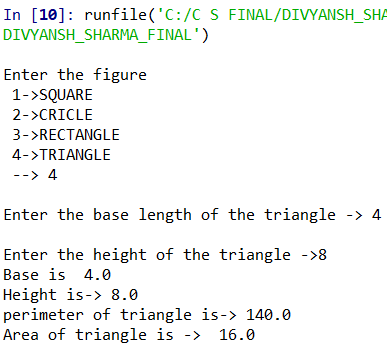 In [10]: runfile('C:/C S FINAL/DIVYANSH_SHA
DIVYANSH_SHARMA_FINAL')
Enter the figure
1->SQUARE
2->CRICLE
3->RECTANGLE
4->TRIANGLE
--> 4
Enter the base length of the triangle -> 4
Enter the height of the triangle ->8
Base is  4.0
Height is-> 8.0
perimeter of triangle is-> 140.0
Area of triangle is ->  16.0